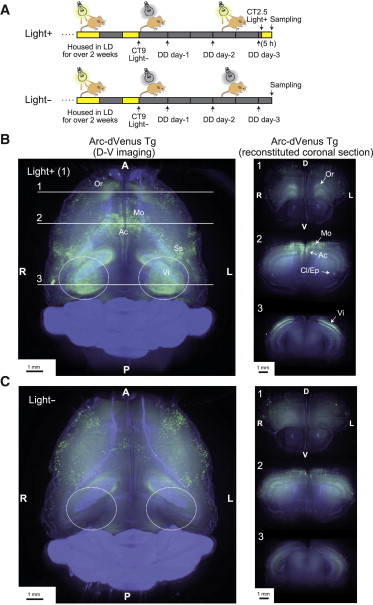 A
CT2.5
Light+
Sampling
Light+
(5 h)
Housed in LD
for over 2 weeks
CT9
Light−
DD day-1
DD day-2
DD day-3
Sampling
Light−
Housed in LD
for over 2 weeks
CT9
Light−
DD day-1
DD day-2
DD day-3
B
Arc-dVenus Tg
(D-V imaging)
Arc-dVenus Tg
(reconstituted coronal section)
Light+ (1)
A
1
Or
2
Mo
Ac
Ss
3
Vi
R
L
P
1 mm
1
D
Or
R
L
V
2
Mo
Ac
Cl/Ep
3
Vi
1 mm
C
Light−
A
R
L
P
1 mm
1
D
R
L
V
2
3
1 mm